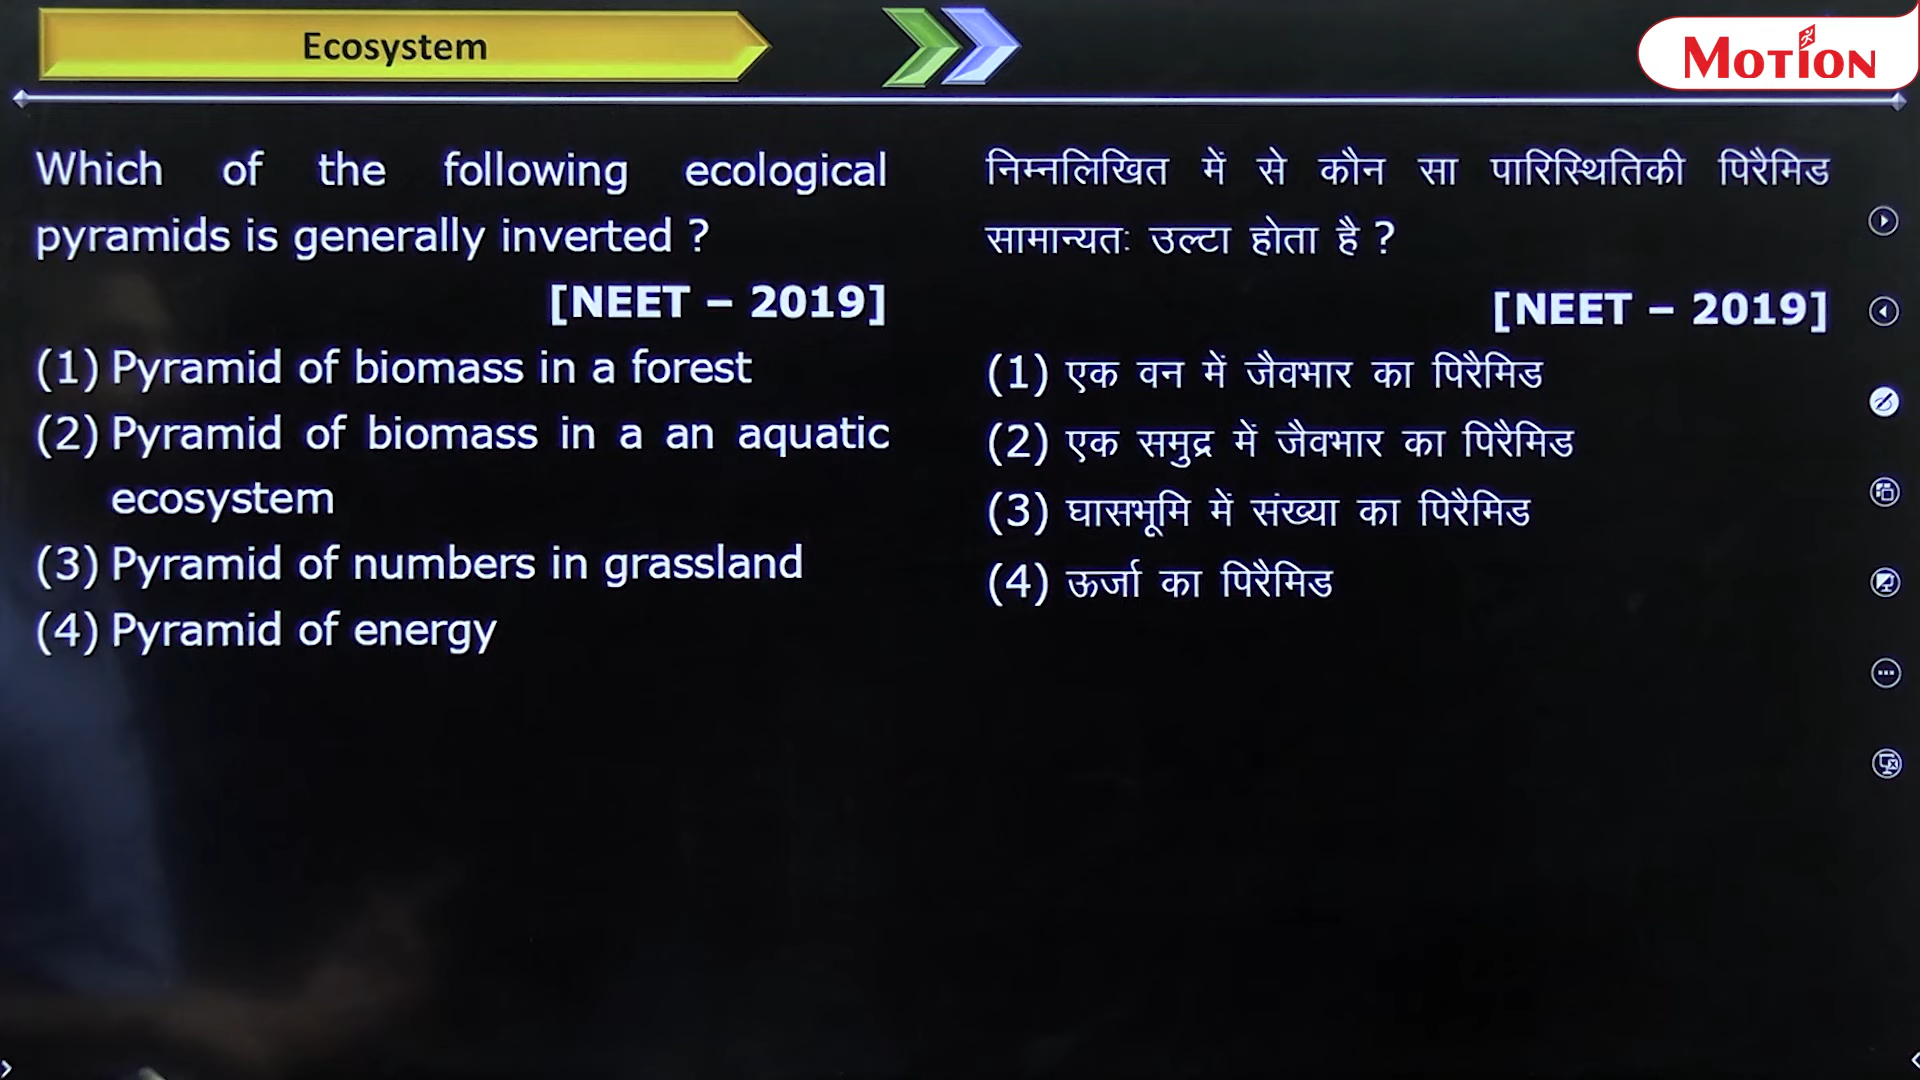 Ecosystem
MOTION
Which of the following ecological
pyramids is generally inverted ?
[NEET – 2019]
(1) Pyramid of biomass in a forest
(2) Pyramid of biomass in a an aquatic
ecosystem
(3) Pyramid of numbers in grassland
(4) Pyramid of energy
निम्नलिखित में से कौन सा पारिस्थितिकी पिरैमिड
सामान्यतः उल्टा होता है ?
[NEET – 2019]
(1) एक वन में जैवभार का पिरैमिड
(2) एक समुद्र में जैवभार का पिरैमिड
(3) घासभूमि में संख्या का पिरैमिड
(4) ऊर्जा का पिरैमिड